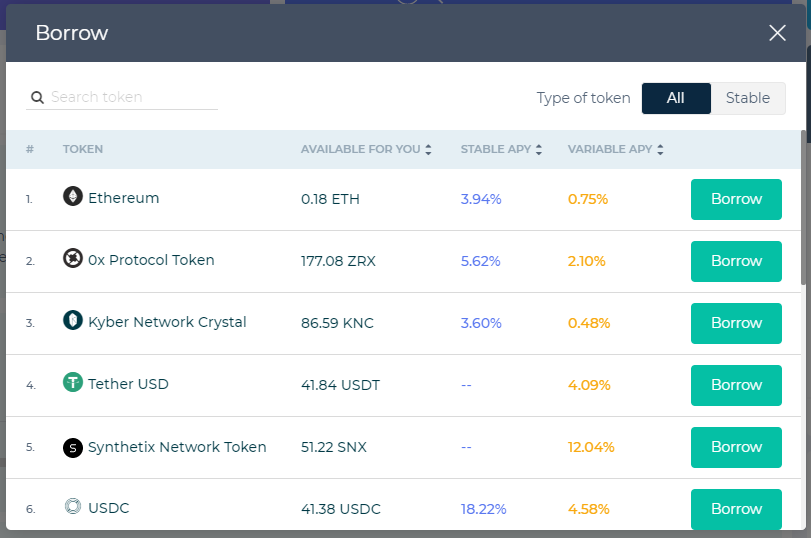 Borrow
Search token
Type of token All Stable
# TOKEN AVAILABLE FOR YOU STABLE APY VARIABLE APY
1. Ethereum 0.18 ETH 3.94% 0.75% Borrow
2. 0x Protocol Token 177.08 ZRX 5.62% 2.10% Borrow
3. Kyber Network Crystal 86.59 KNC 3.60% 0.48% Borrow
4. Tether USD 41.84 USDT -- 4.09% Borrow
5. Synthetix Network Token 51.22 SNX -- 12.04% Borrow
6. USDC 41.38 USDC 18.22% 4.58% Borrow